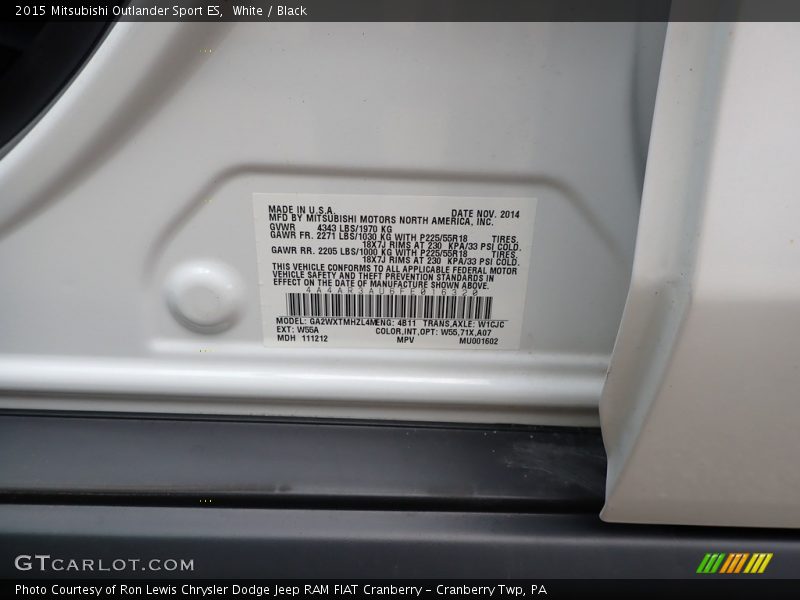 2015 Mitsubishi Outlander Sport ES, White / Black
MADE IN U.S.A. DATE NOV. 2014
MFD BY MITSUBISHI MOTORS NORTH AMERICA, INC.
GVWR 4343 LBS/1970 KG
GAWR FR. 2271 LBS/1030 KG WITH P225/55R18 TIRES,
18X7J RIMS AT 230 KPA/33 PSI COLD.
GAWR RR. 2205 LBS/1000 KG WITH P225/55R18 TIRES,
18X7J RIMS AT 230 KPA/33 PSI COLD.
THIS VEHICLE CONFORMS TO ALL APPLICABLE FEDERAL MOTOR
VEHICLE SAFETY AND THEFT PREVENTION STANDARDS IN
EFFECT ON THE DATE OF MANUFACTURE SHOWN ABOVE.
4A4AR3AU6FE016320
MODEL: GA2WXTMHZL4M ENG: 4B11 TRANS,AXLE: W1CJC
EXT: W55A COLOR,INT,OPT: W55,71X,A07
MDH 111212 MPV MU001602
GTCARLOT.COM
Photo Courtesy of Ron Lewis Chrysler Dodge Jeep RAM FIAT Cranberry – Cranberry Twp, PA